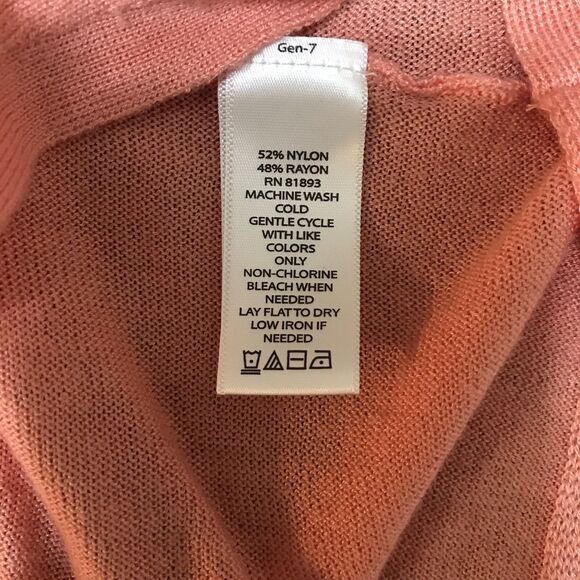 Gen-7
52% NYLON
48% RAYON
RN 81893
MACHINE WASH
COLD
GENTLE CYCLE
WITH LIKE
COLORS
ONLY
NON-CHLORINE
BLEACH WHEN
NEEDED
LAY FLAT TO DRY
LOW IRON IF
NEEDED